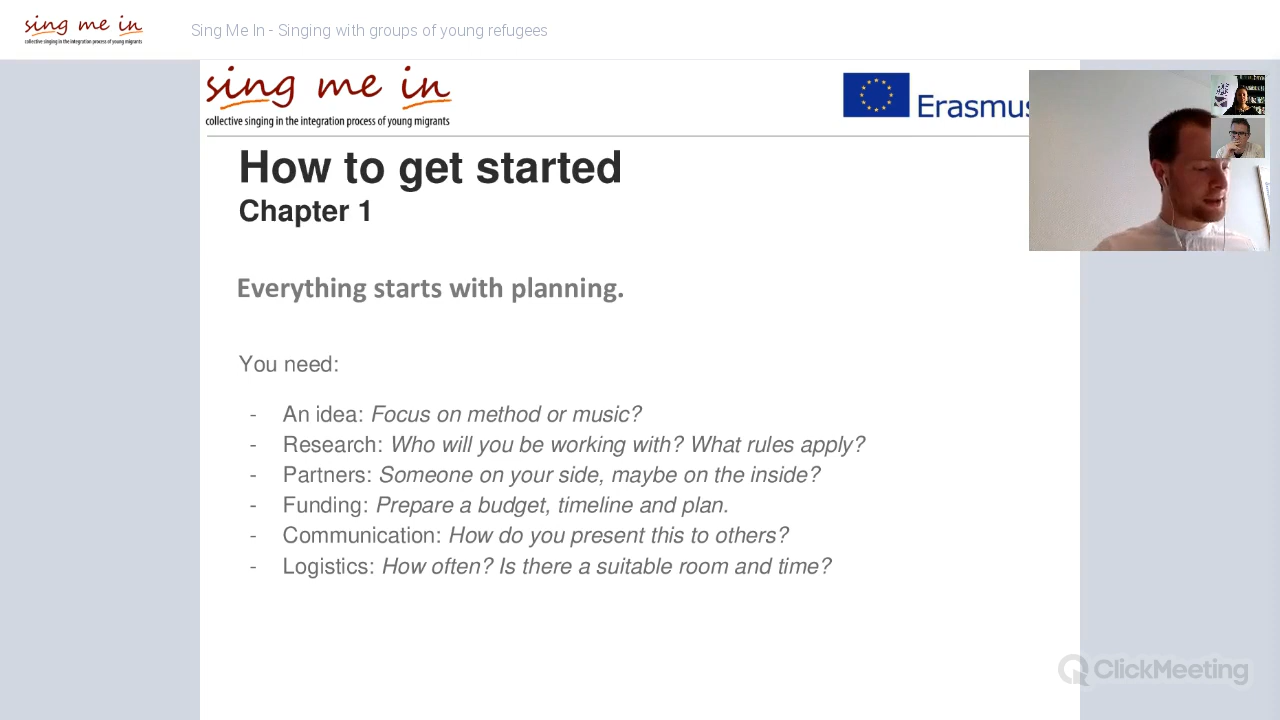 sing me in
collective singing in the integration process of young migrants
Sing Me In - Singing with groups of young refugees
sing me in
collective singing in the integration process of young migrants
Erasmus
How to get started
Chapter 1
Everything starts with planning.
You need:
- An idea: Focus on method or music?
- Research: Who will you be working with? What rules apply?
- Partners: Someone on your side, maybe on the inside?
- Funding: Prepare a budget, timeline and plan.
- Communication: How do you present this to others?
- Logistics: How often? Is there a suitable room and time?
ClickMeeting